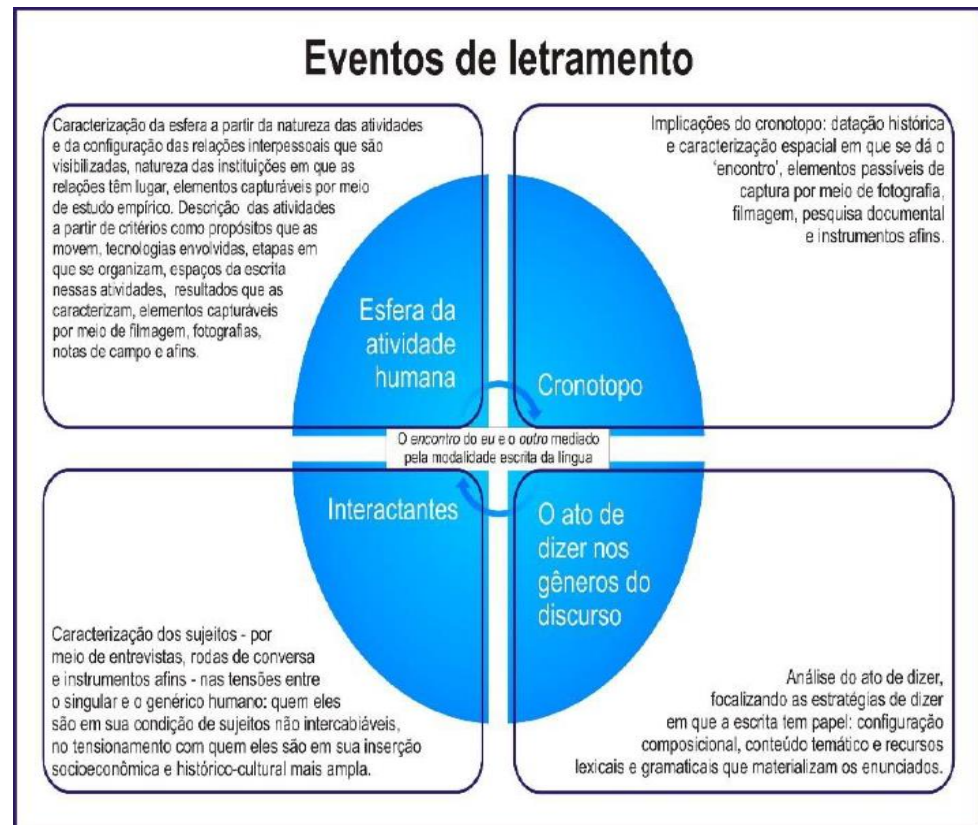 Eventos de letramento
Caracterização da esfera a partir da natureza das atividades
e da configuração das relações interpessoais que são
visibilizadas, natureza das instituições em que as
relações têm lugar, elementos capturáveis por meio
de estudo empírico. Descrição das atividades
a partir de critérios como propósitos que as
movem, tecnologias envolvidas, etapas em
que se organizam, espaços da escrita
nessas atividades, resultados que as
caracterizam, elementos capturáveis
por meio de filmagem, fotografias,
notas de campo e afins.
Esfera da
atividade
humana
Implicações do cronotopo: datação histórica
e caracterização espacial em que se dá o
‘encontro’, elementos passíveis de
captura por meio de fotografia,
filmagem, pesquisa documental
e instrumentos afins.
Cronotopo
O encontro do eu e o outro mediado
pela modalidade escrita da língua
Interactantes
Caracterização dos sujeitos - por
meio de entrevistas, rodas de conversa
e instrumentos afins - nas tensões entre
o singular e o genérico humano: quem eles
são em sua condição de sujeitos não intercabiáveis,
no tensionamento com quem eles são em sua inserção
socioeconômica e histórico-cultural mais ampla.
O ato de
dizer nos
gêneros do
discurso
Análise do ato de dizer,
focalizando as estratégias de dizer
em que a escrita tem papel: configuração
composicional, conteúdo temático e recursos
lexicais e gramaticais que materializam os enunciados.